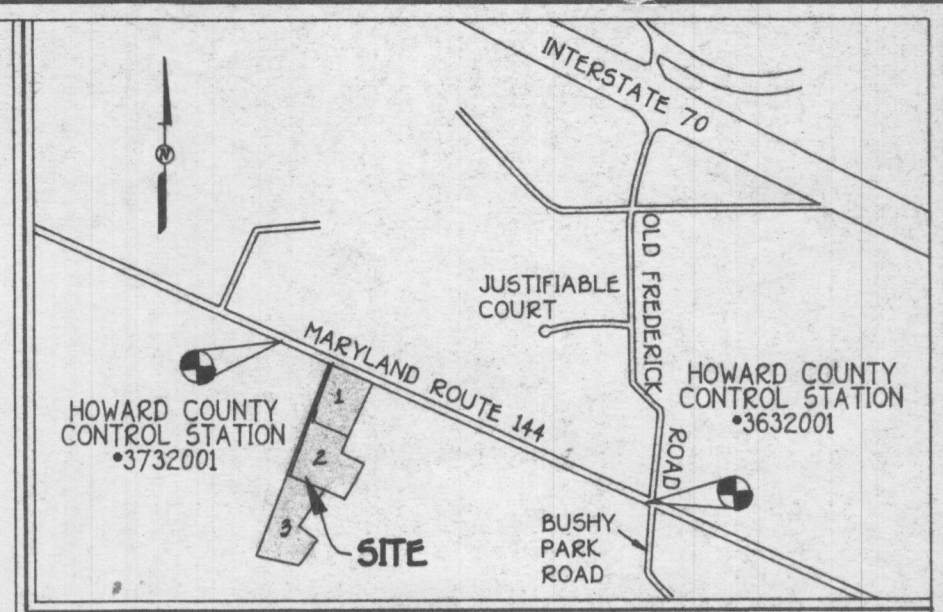 INTERSTATE 70
N
OLD FREDERICK ROAD
JUSTIFIABLE
COURT
MARYLAND ROUTE 144
HOWARD COUNTY
CONTROL STATION
•3732001
HOWARD COUNTY
CONTROL STATION
•3632001
1
2
3
SITE
BUSHY
PARK
ROAD